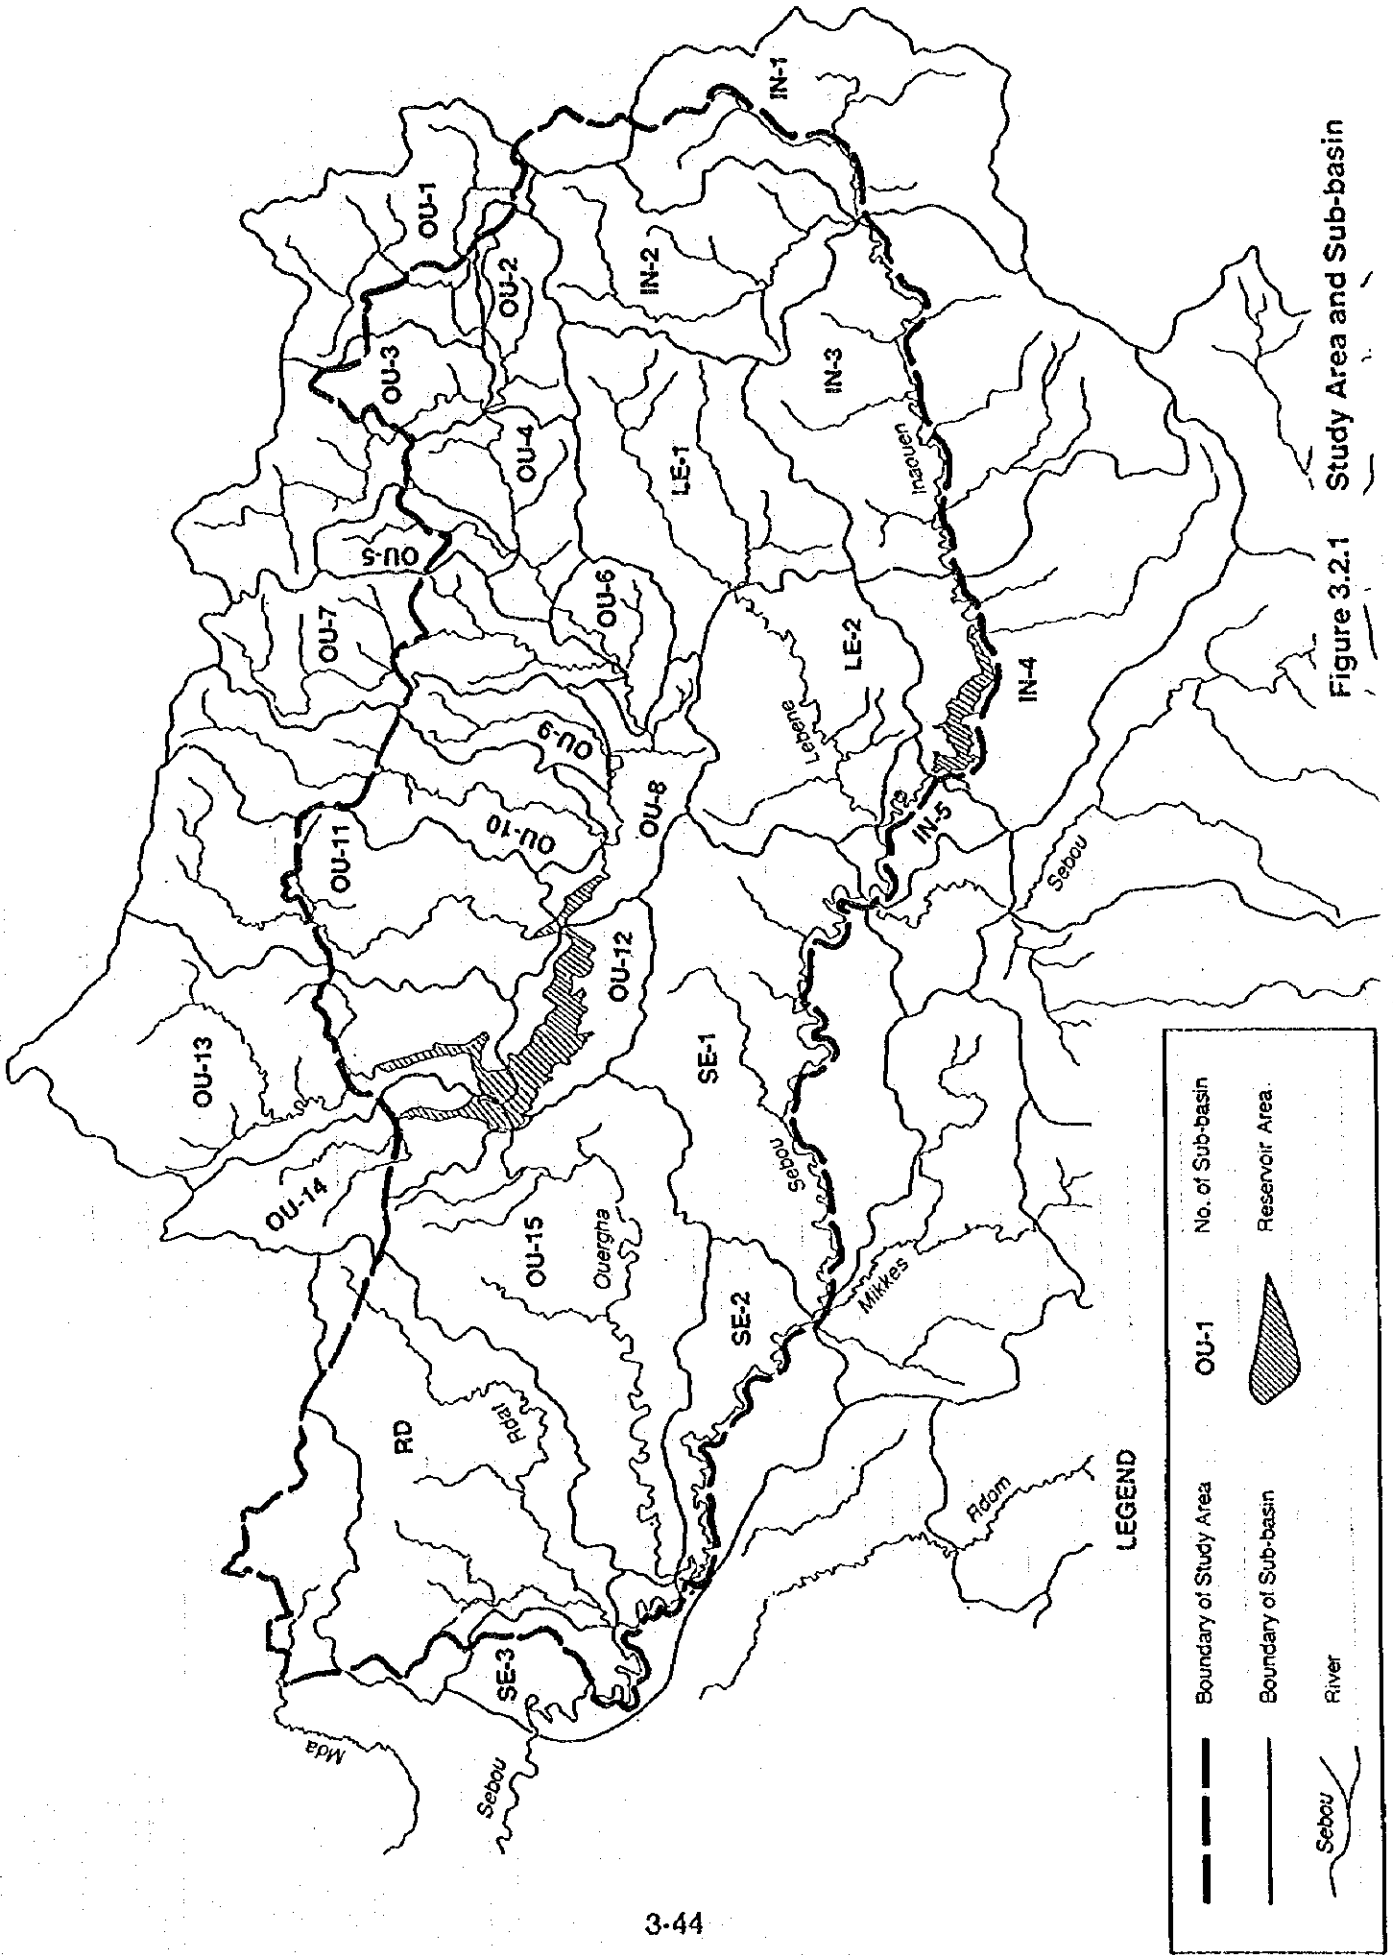 OU-1
OU-2
OU-3
OU-4
OU-5
OU-6
OU-7
OU-8
OU-9
OU-10
OU-11
OU-12
OU-13
OU-14
OU-15
IN-1
IN-2
IN-3
IN-4
IN-5
LE-1
LE-2
SE-1
SE-2
SE-3
RD
Inaouen
Lebene
Sebou
Sebou
Mikkes
Ouergha
Rdat
Rdom
Mda
Sebou
LEGEND
Boundary of Study Area
OU-1 No. of Sub-basin
Boundary of Sub-basin
Reservoir Area
Sebou River
Figure 3.2.1 Study Area and Sub-basin
3-44